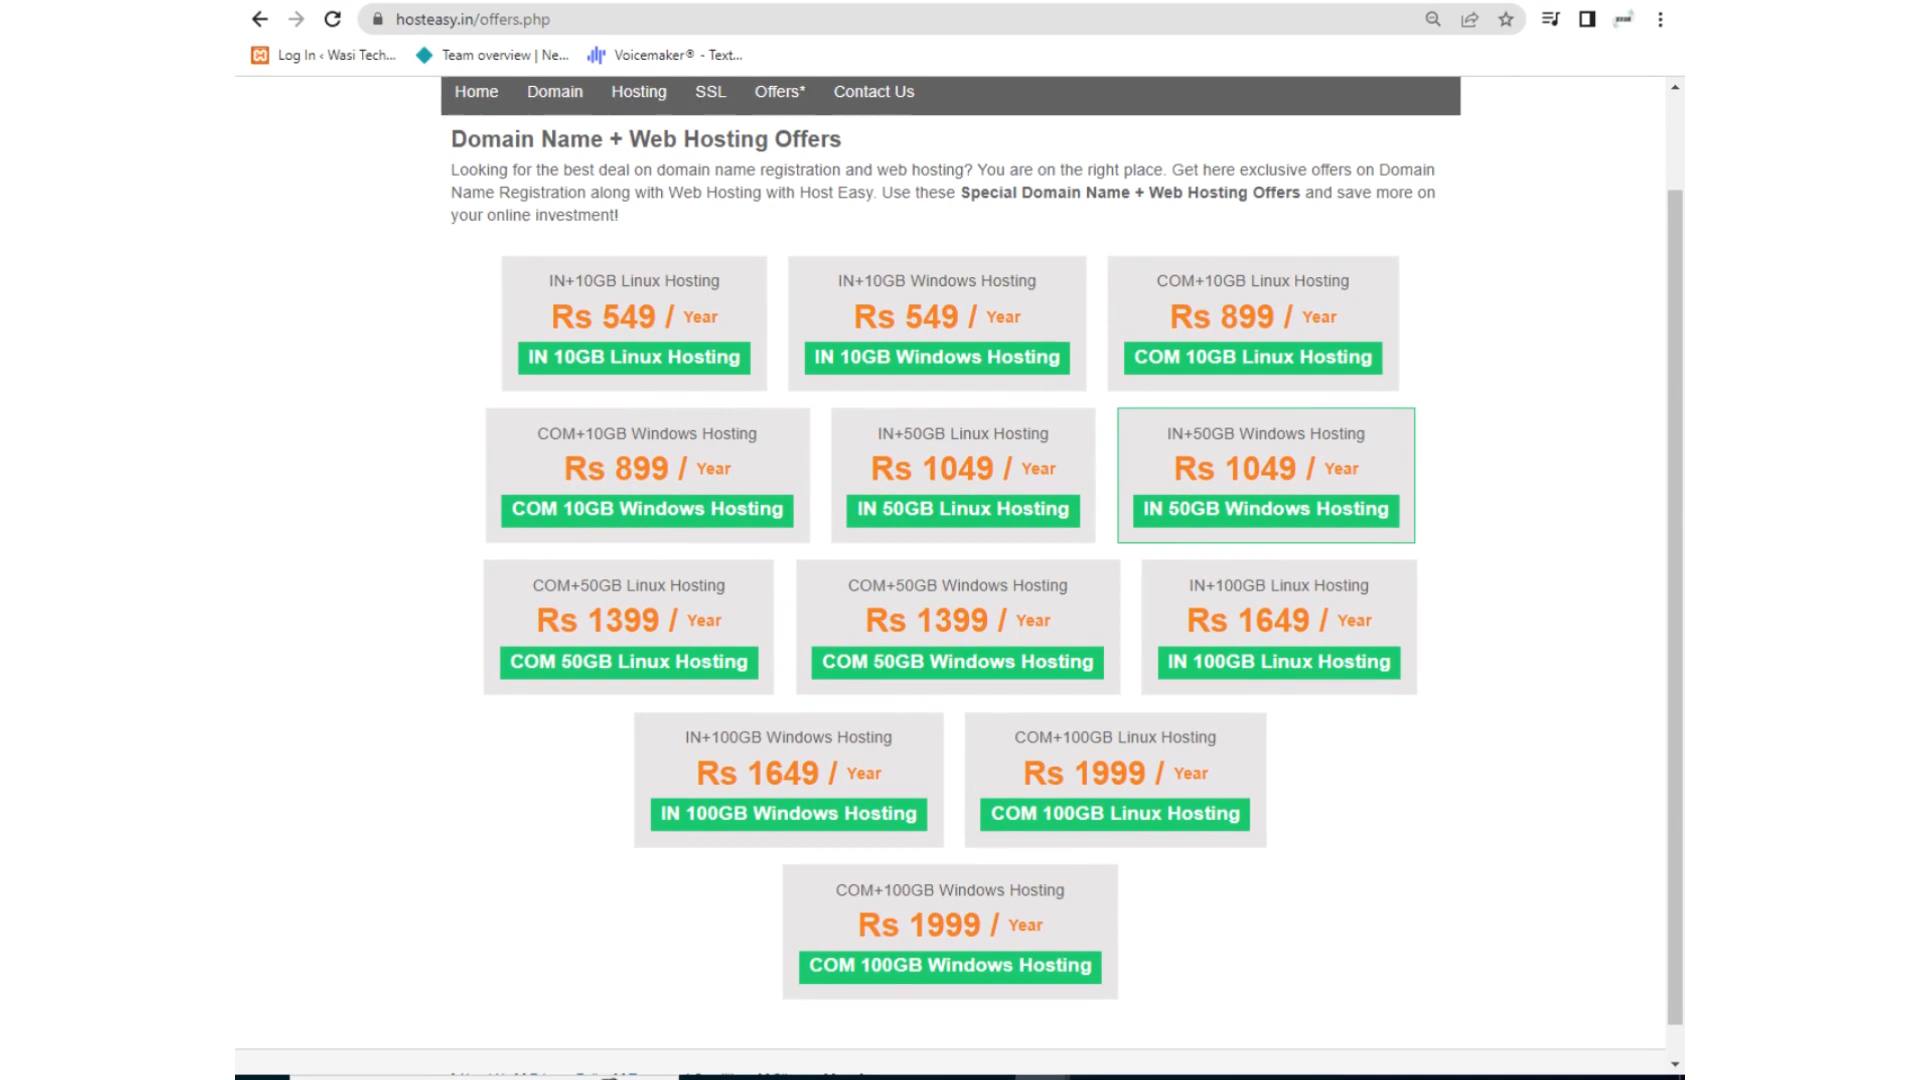 hosteasy.in/offers.php
Log In ‹ Wasi Tech...
Team overview | Ne...
Voicemaker® - Text...
Home Domain Hosting SSL Offers* Contact Us
Domain Name + Web Hosting Offers
Looking for the best deal on domain name registration and web hosting? You are on the right place. Get here exclusive offers on Domain
Name Registration along with Web Hosting with Host Easy. Use these Special Domain Name + Web Hosting Offers and save more on
your online investment!
IN+10GB Linux Hosting
Rs 549 / Year
IN 10GB Linux Hosting
IN+10GB Windows Hosting
Rs 549 / Year
IN 10GB Windows Hosting
COM+10GB Linux Hosting
Rs 899 / Year
COM 10GB Linux Hosting
COM+10GB Windows Hosting
Rs 899 / Year
COM 10GB Windows Hosting
IN+50GB Linux Hosting
Rs 1049 / Year
IN 50GB Linux Hosting
IN+50GB Windows Hosting
Rs 1049 / Year
IN 50GB Windows Hosting
COM+50GB Linux Hosting
Rs 1399 / Year
COM 50GB Linux Hosting
COM+50GB Windows Hosting
Rs 1399 / Year
COM 50GB Windows Hosting
IN+100GB Linux Hosting
Rs 1649 / Year
IN 100GB Linux Hosting
IN+100GB Windows Hosting
Rs 1649 / Year
IN 100GB Windows Hosting
COM+100GB Linux Hosting
Rs 1999 / Year
COM 100GB Linux Hosting
COM+100GB Windows Hosting
Rs 1999 / Year
COM 100GB Windows Hosting